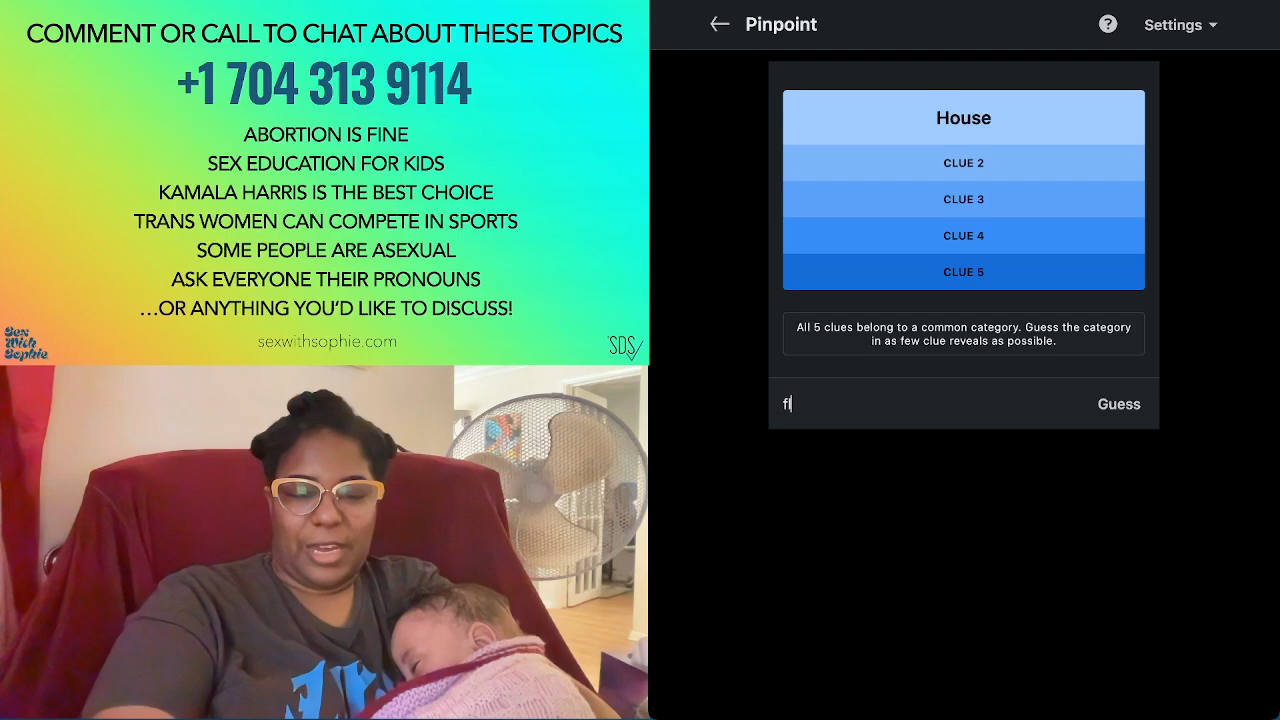 COMMENT OR CALL TO CHAT ABOUT THESE TOPICS
+1 704 313 9114
ABORTION IS FINE
SEX EDUCATION FOR KIDS
KAMALA HARRIS IS THE BEST CHOICE
TRANS WOMEN CAN COMPETE IN SPORTS
SOME PEOPLE ARE ASEXUAL
ASK EVERYONE THEIR PRONOUNS
...OR ANYTHING YOU'D LIKE TO DISCUSS!
Sex
With
Sophie
sexwithsophie.com
SDS
Pinpoint
?
Settings
House
CLUE 2
CLUE 3
CLUE 4
CLUE 5
All 5 clues belong to a common category. Guess the category
in as few clue reveals as possible.
fl
Guess